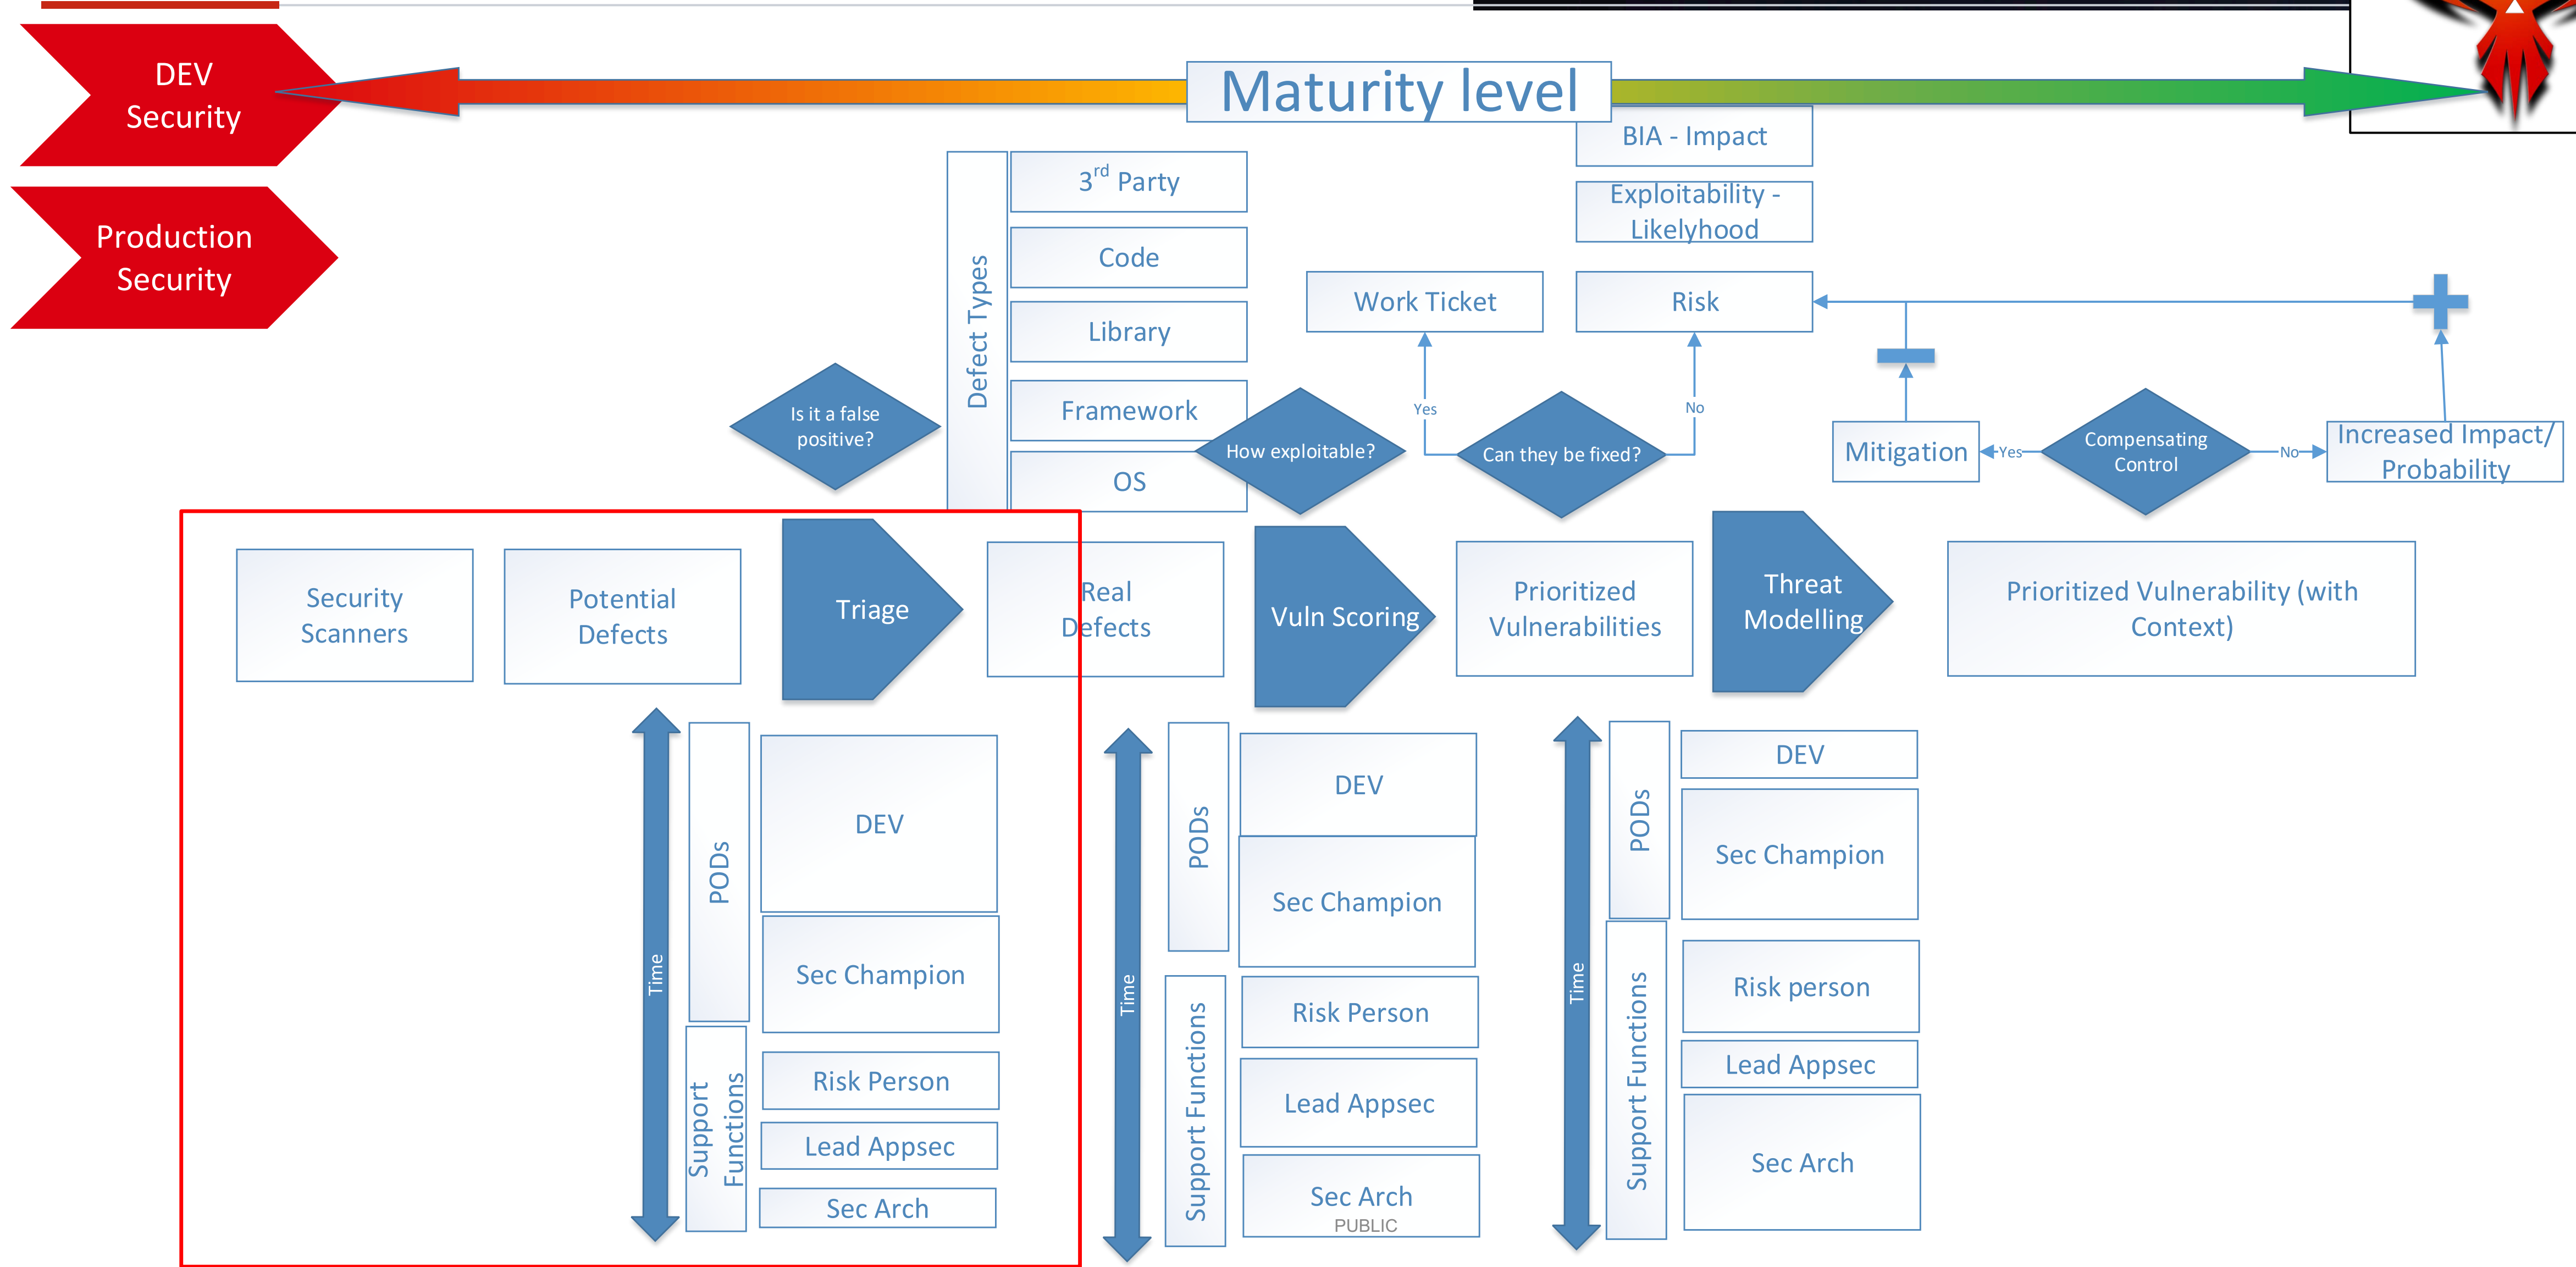 DEV
Security
Maturity level
Production
Security
BIA - Impact
Exploitability -
Likelyhood
Defect Types
3rd Party
Code
Library
Framework
OS
Work Ticket
Risk
Is it a false
positive?
How exploitable?
Yes
Can they be fixed?
No
Mitigation
Yes
Compensating
Control
No
Increased Impact/
Probability
Security
Scanners
Potential
Defects
Triage
Real
Defects
Vuln Scoring
Prioritized
Vulnerabilities
Threat
Modelling
Prioritized Vulnerability (with
Context)
Time
PODs
DEV
Sec Champion
Support
Functions
Risk Person
Lead Appsec
Sec Arch
Time
PODs
DEV
Sec Champion
Support Functions
Risk Person
Lead Appsec
Sec Arch
PUBLIC
Time
PODs
DEV
Sec Champion
Support Functions
Risk person
Lead Appsec
Sec Arch